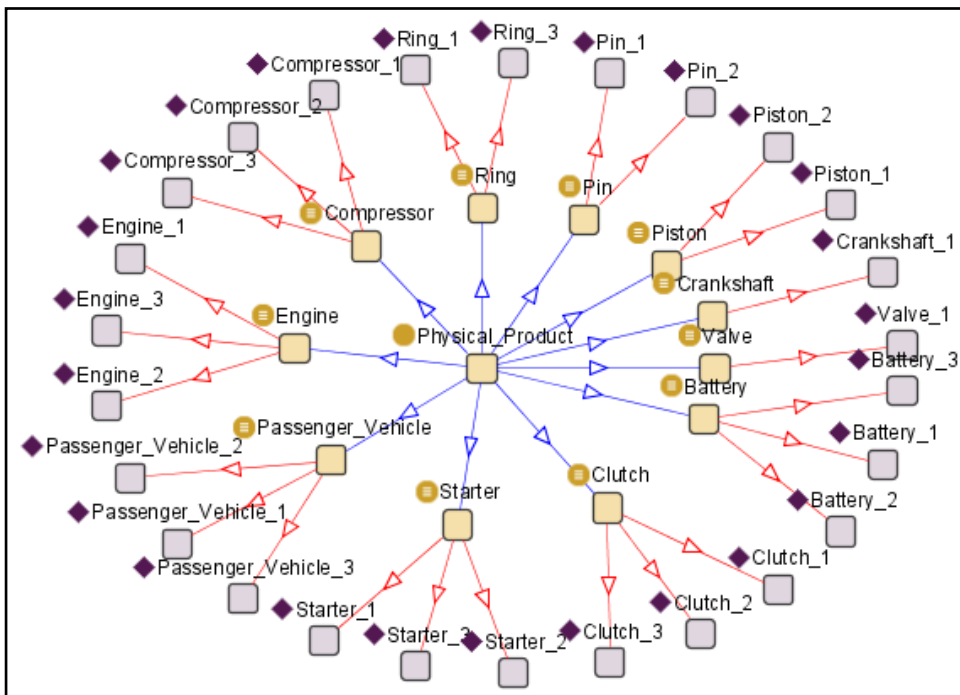 Ring_1
Ring_3
Pin_1
Compressor_1
Pin_2
Compressor_2
Piston_2
Compressor_3
Ring
Pin
Piston_1
Engine_1
Compressor
Piston
Crankshaft_1
Crankshaft
Engine_3
Engine
Physical_Product
Valve
Valve_1
Battery_3
Engine_2
Battery
Passenger_Vehicle
Battery_1
Passenger_Vehicle_2
Starter
Clutch
Battery_2
Passenger_Vehicle_1
Clutch_1
Passenger_Vehicle_3
Starter_1
Clutch_2
Starter_3
Starter_2
Clutch_3